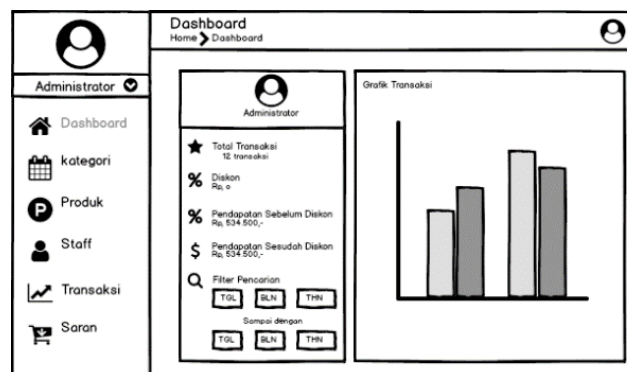 Administrator
Dashboard
kategori
Produk
Staff
Transaksi
Saran
Dashboard
Home > Dashboard
Administrator
Total Transaksi
12 transaksi
% Diskon
Rp, 0
% Pendapatan Sebelum Diskon
Rp, 534.500,-
$ Pendapatan Sesudah Diskon
Rp, 534.500,-
Filter Pencarian
TGL BLN THN
Sampai dengan
TGL BLN THN
Grafik Transaksi